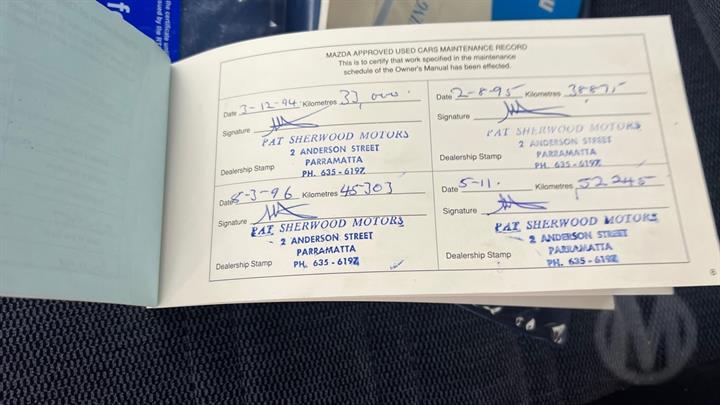 MAZDA APPROVED USED CARS MAINTENANCE RECORD
This is to certify that work specified in the maintenance
schedule of the Owner's Manual has been effected.
Date 3-12-94 Kilometres 33,000
Signature
PAT SHERWOOD MOTORS
2 ANDERSON STREET
PARRAMATTA
Dealership Stamp PH. 635-6197
Date 2-8-95 Kilometres 38875
Signature
PAT SHERWOOD MOTORS
2 ANDERSON STREET
PARRAMATTA
Dealership Stamp PH. 635-6197
Date 8-3-96 Kilometres 45303
Signature
PAT SHERWOOD MOTORS
2 ANDERSON STREET
PARRAMATTA
Dealership Stamp PH. 635-6197
Date 5-11. Kilometres 52245
Signature
PAT SHERWOOD MOTORS
2 ANDERSON STREET
PARRAMATTA
Dealership Stamp PH. 635-6197
M